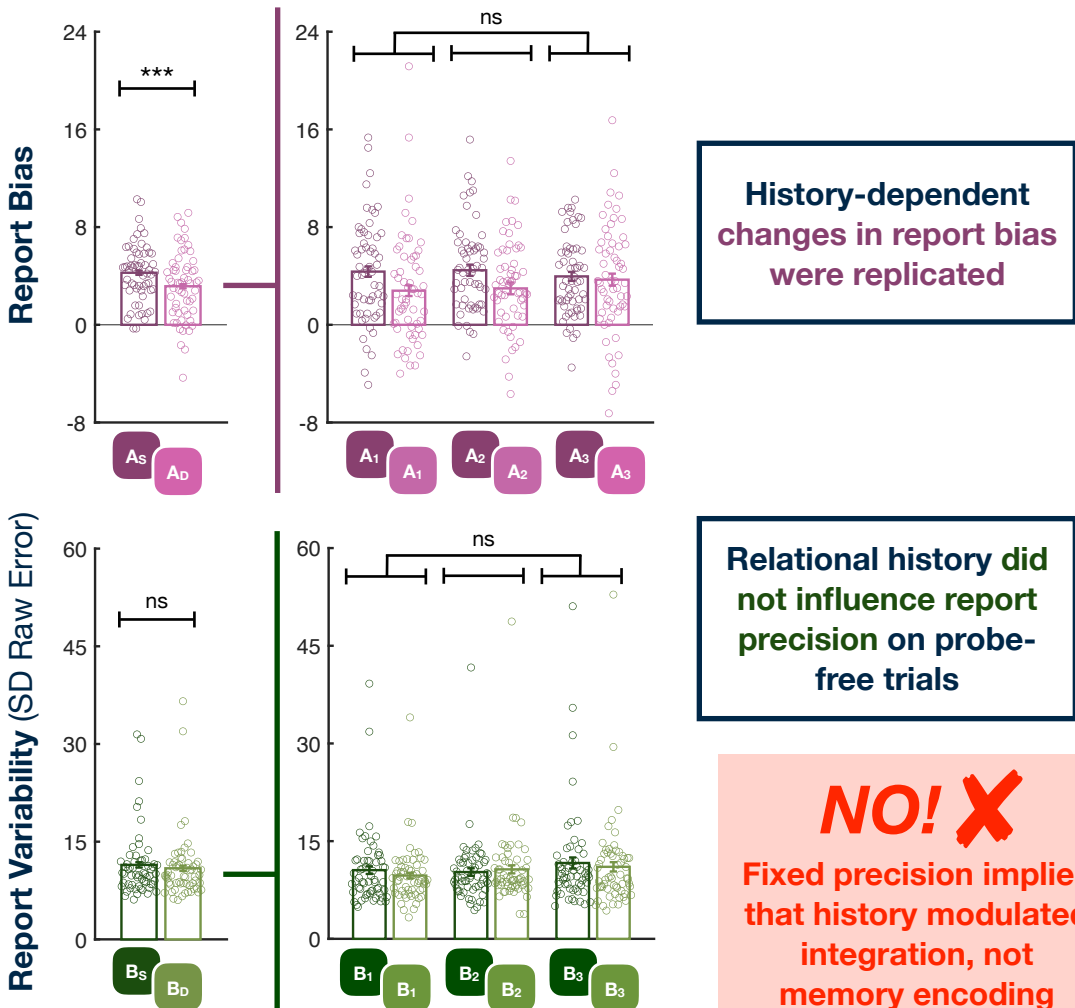 Report Bias
24
16
8
0
-8
***
AS
AD
24
16
8
0
-8
ns
A1
A1
A2
A2
A3
A3
History-dependent
changes in report bias
were replicated
Report Variability (SD Raw Error)
60
45
30
15
0
ns
BS
BD
60
45
30
15
0
ns
B1
B1
B2
B2
B3
B3
Relational history did
not influence report
precision on probe-
free trials
NO! ✘
Fixed precision implie
that history modulate
integration, not
memory encoding